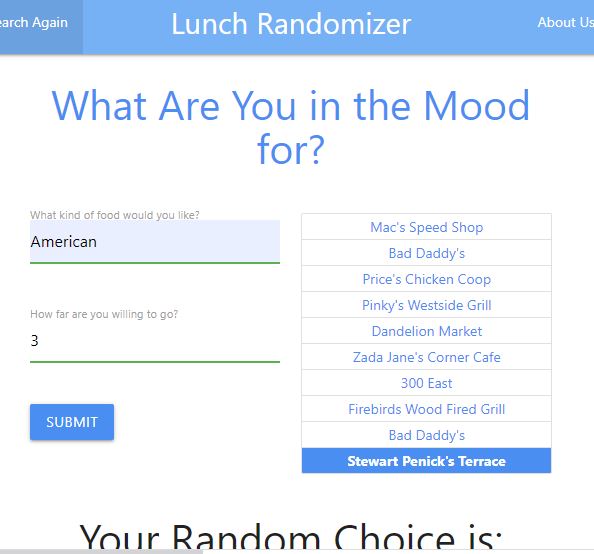 earch Again
Lunch Randomizer
About Us
What Are You in the Mood
for?
What kind of food would you like?
American
How far are you willing to go?
3
SUBMIT
Mac's Speed Shop
Bad Daddy's
Price's Chicken Coop
Pinky's Westside Grill
Dandelion Market
Zada Jane's Corner Cafe
300 East
Firebirds Wood Fired Grill
Bad Daddy's
Stewart Penick's Terrace
Your Random Choice is: